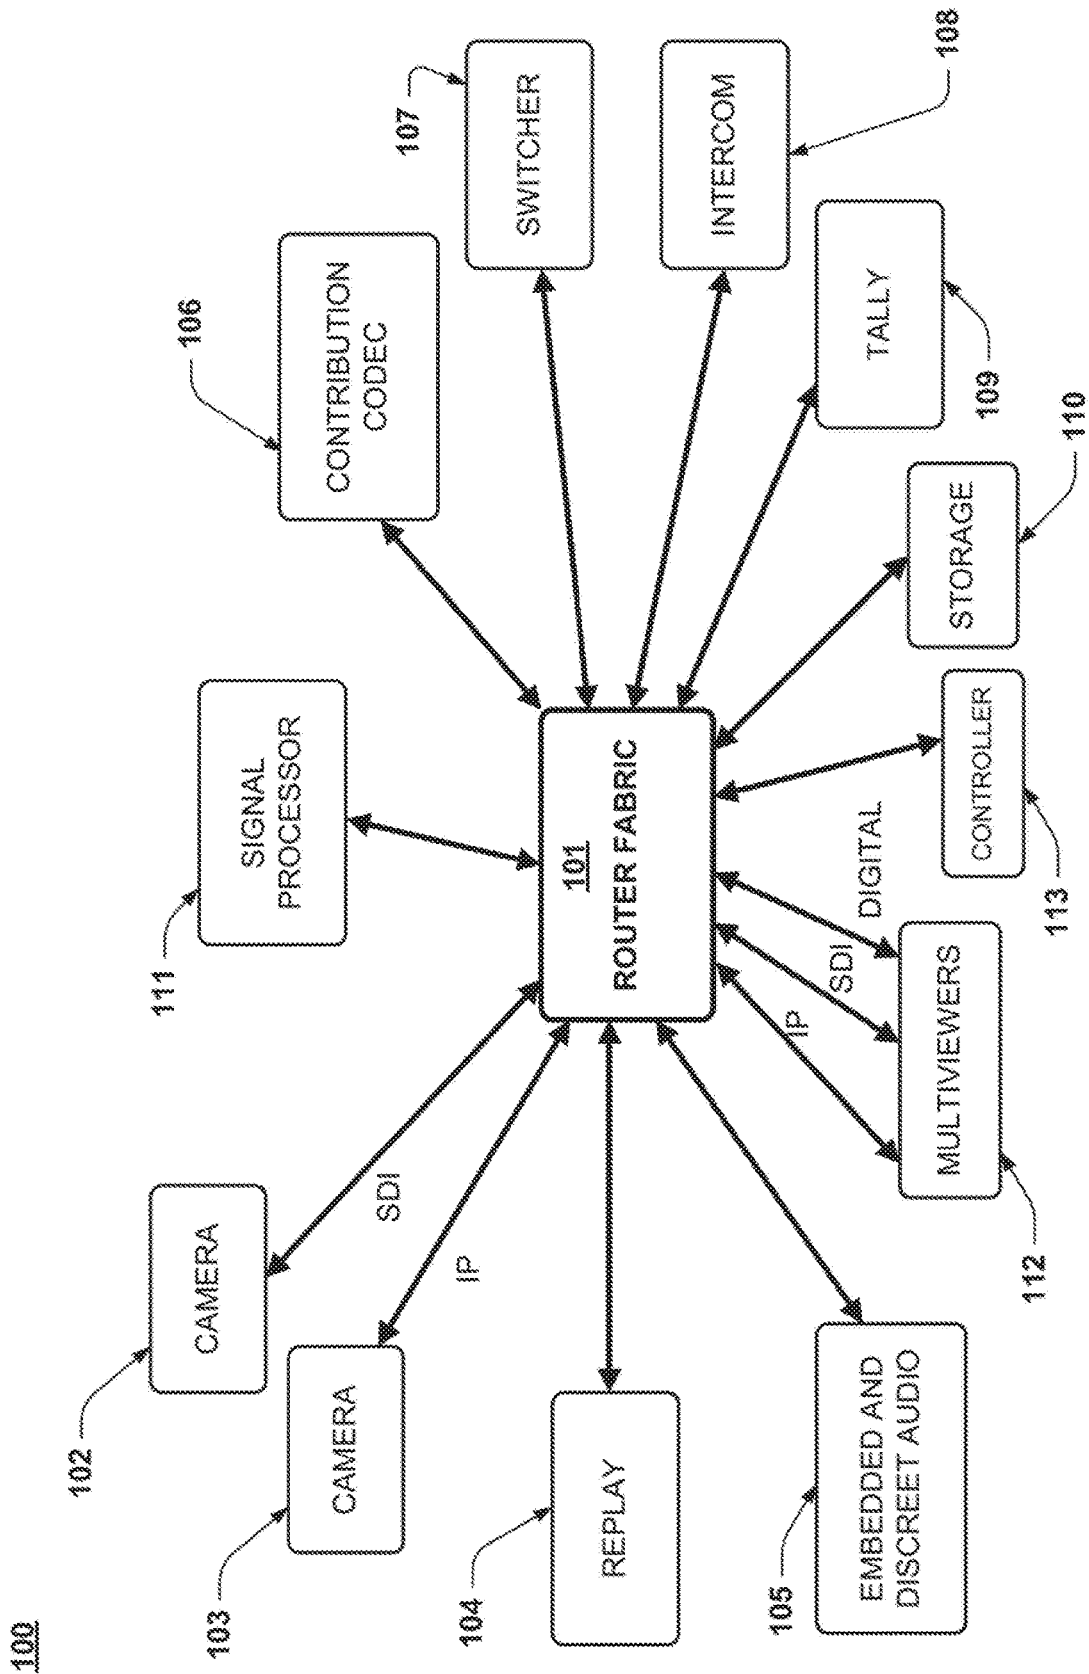 100
102
CAMERA
103
CAMERA
104
REPLAY
105
EMBEDDED AND
DISCREET AUDIO
SDI
IP
111
SIGNAL
PROCESSOR
101
ROUTER FABRIC
IP
SDI
DIGITAL
MULTIVIEWERS
112
CONTROLLER
113
106
CONTRIBUTION
CODEC
107
SWITCHER
INTERCOM
108
TALLY
109
STORAGE
110